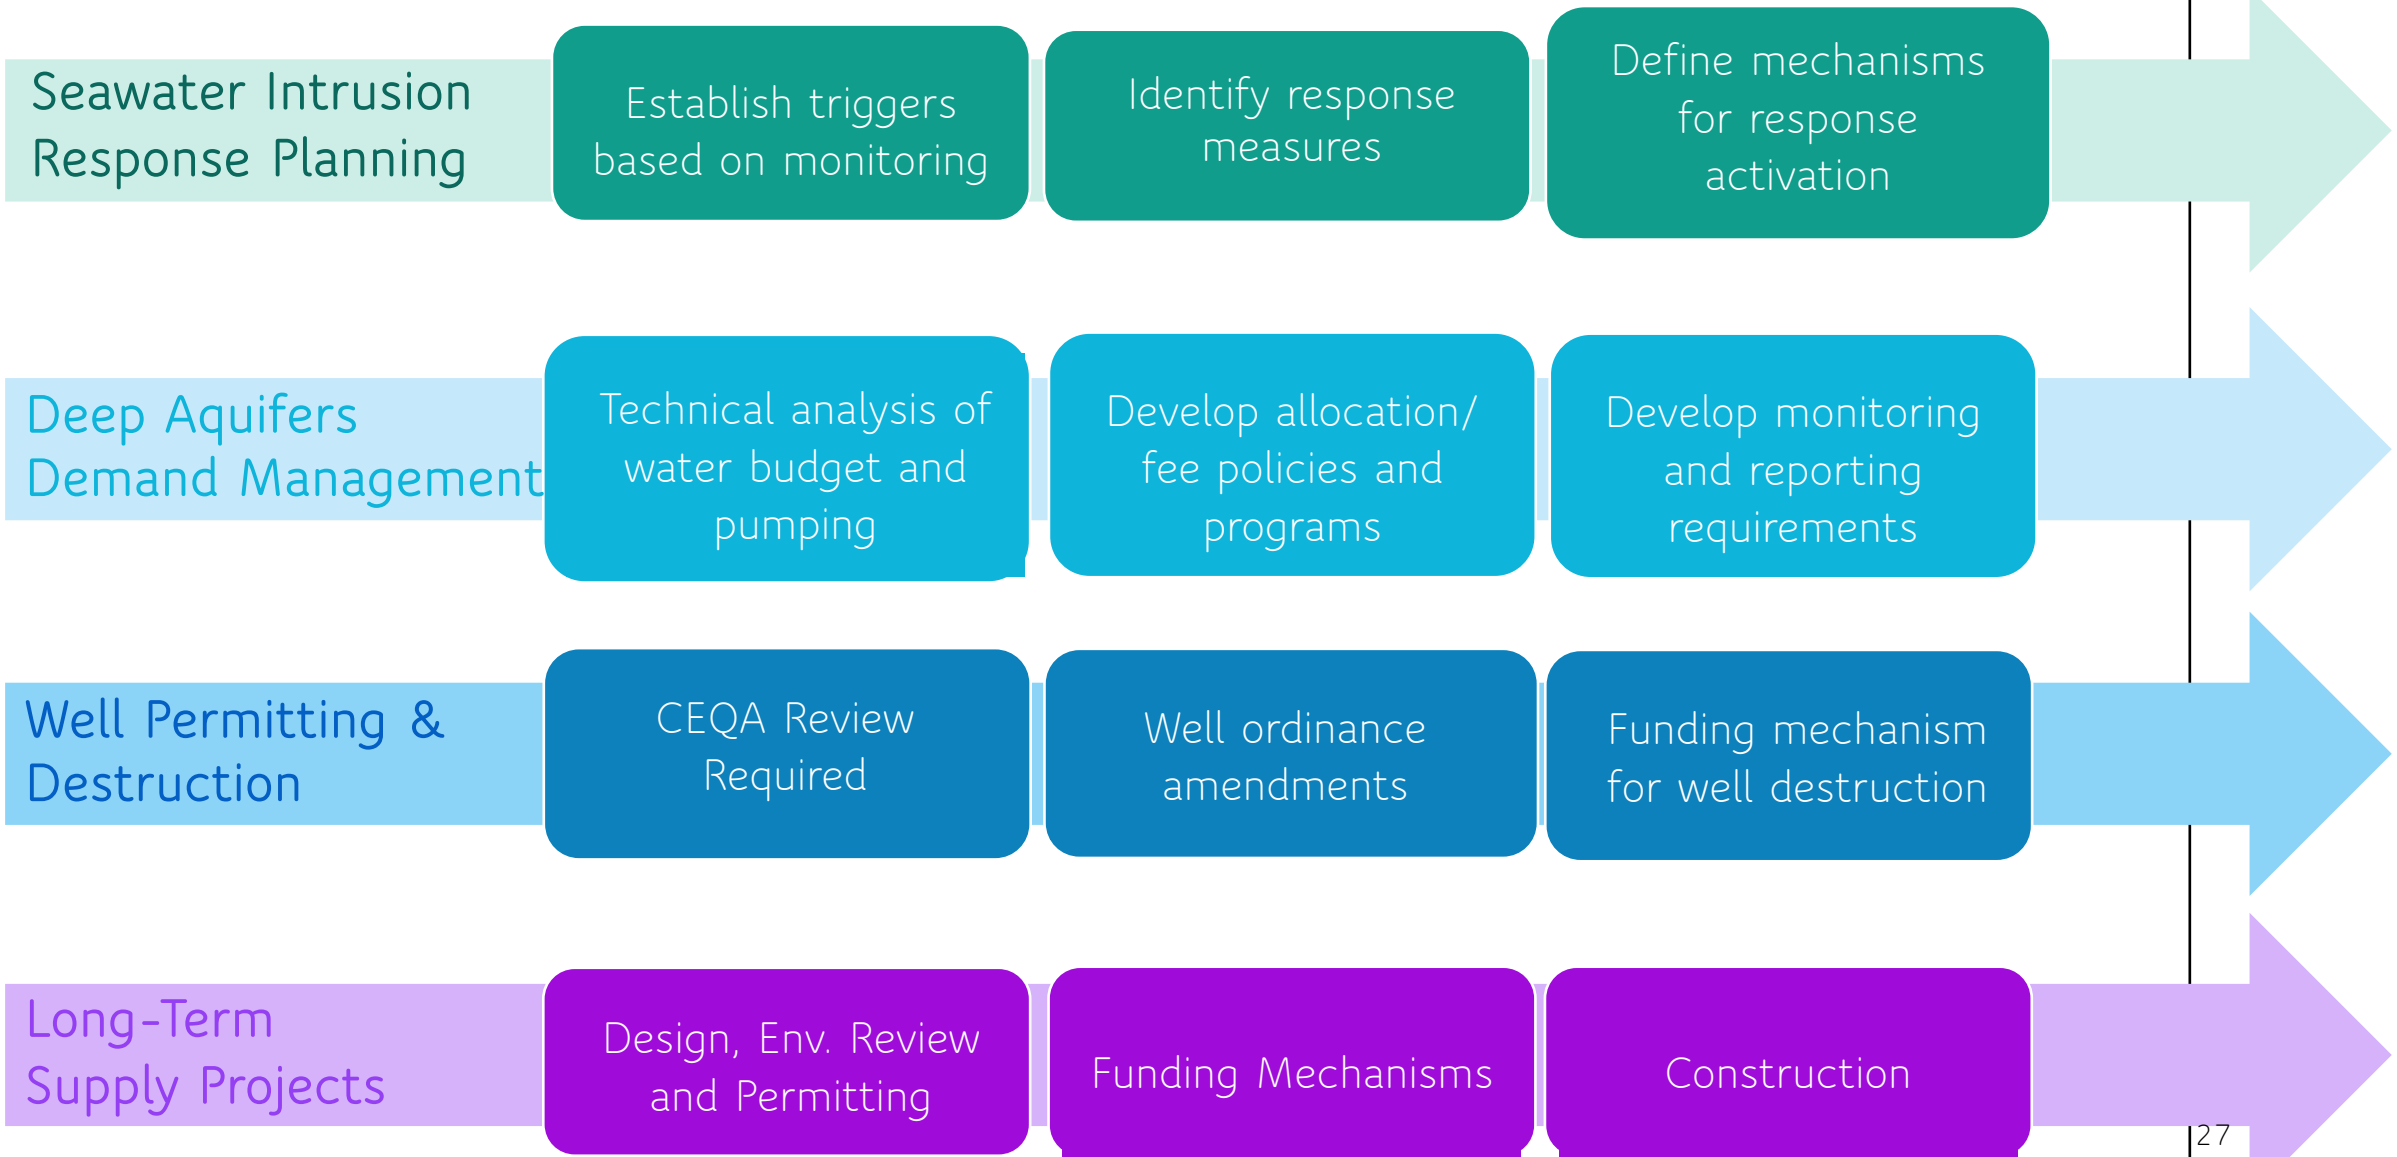 Seawater Intrusion
Response Planning
Establish triggers
based on monitoring
Identify response
measures
Define mechanisms
for response
activation
Deep Aquifers
Demand Management
Technical analysis of
water budget and
pumping
Develop allocation/
fee policies and
programs
Develop monitoring
and reporting
requirements
Well Permitting &
Destruction
CEQA Review
Required
Well ordinance
amendments
Funding mechanism
for well destruction
Long-Term
Supply Projects
Design, Env. Review
and Permitting
Funding Mechanisms
Construction
27